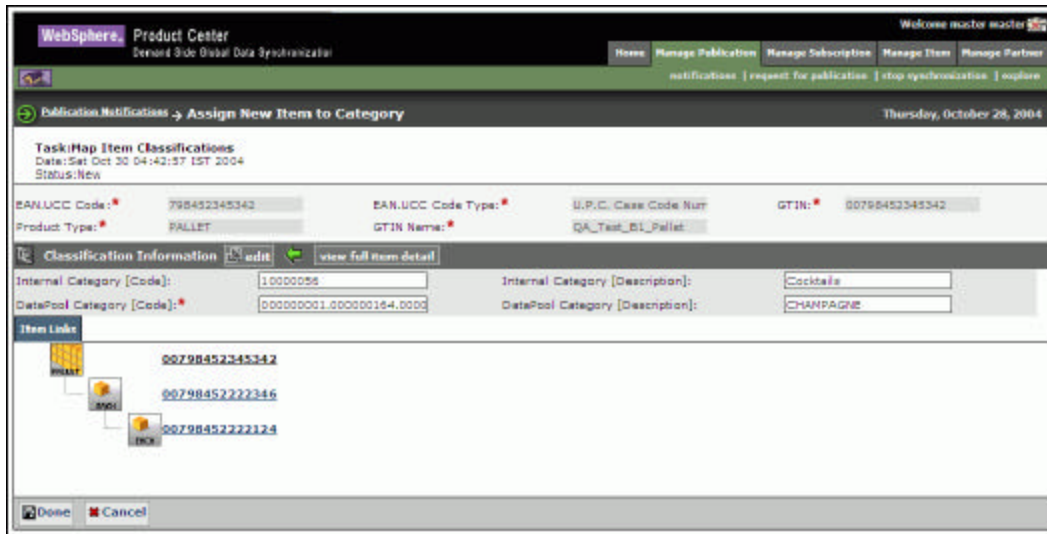 Welcome master master
WebSphere. Product Center
Demand Side Global Data Synchronization
Home Manage Publication Manage Subscription Manage Item Manage Partner
notifications | request for publication | stop synchronization | explore
Publication Notifications → Assign New Item to Category Thursday, October 28, 2004
Task:Map Item Classifications
Date:Sat Oct 30 04:42:57 IST 2004
Status:New
EAN.UCC Code:* 798452345342 EAN.UCC Code Type:* U.P.C. Case Code Num GTIN:* 00798452345342
Product Type:* PALLET GTIN Name:* QA_Test_B1_Pallet
Classification Information edit view full item detail
Internal Category [Code]: 10000056 Internal Category [Description]: Cocktails
DataPool Category [Code]:* 000000001.000000164.0000 DataPool Category [Description]: CHAMPAGNE
Item Links
PALLET 00798452345342
00798452222346
EACH 00798452222124
Done Cancel